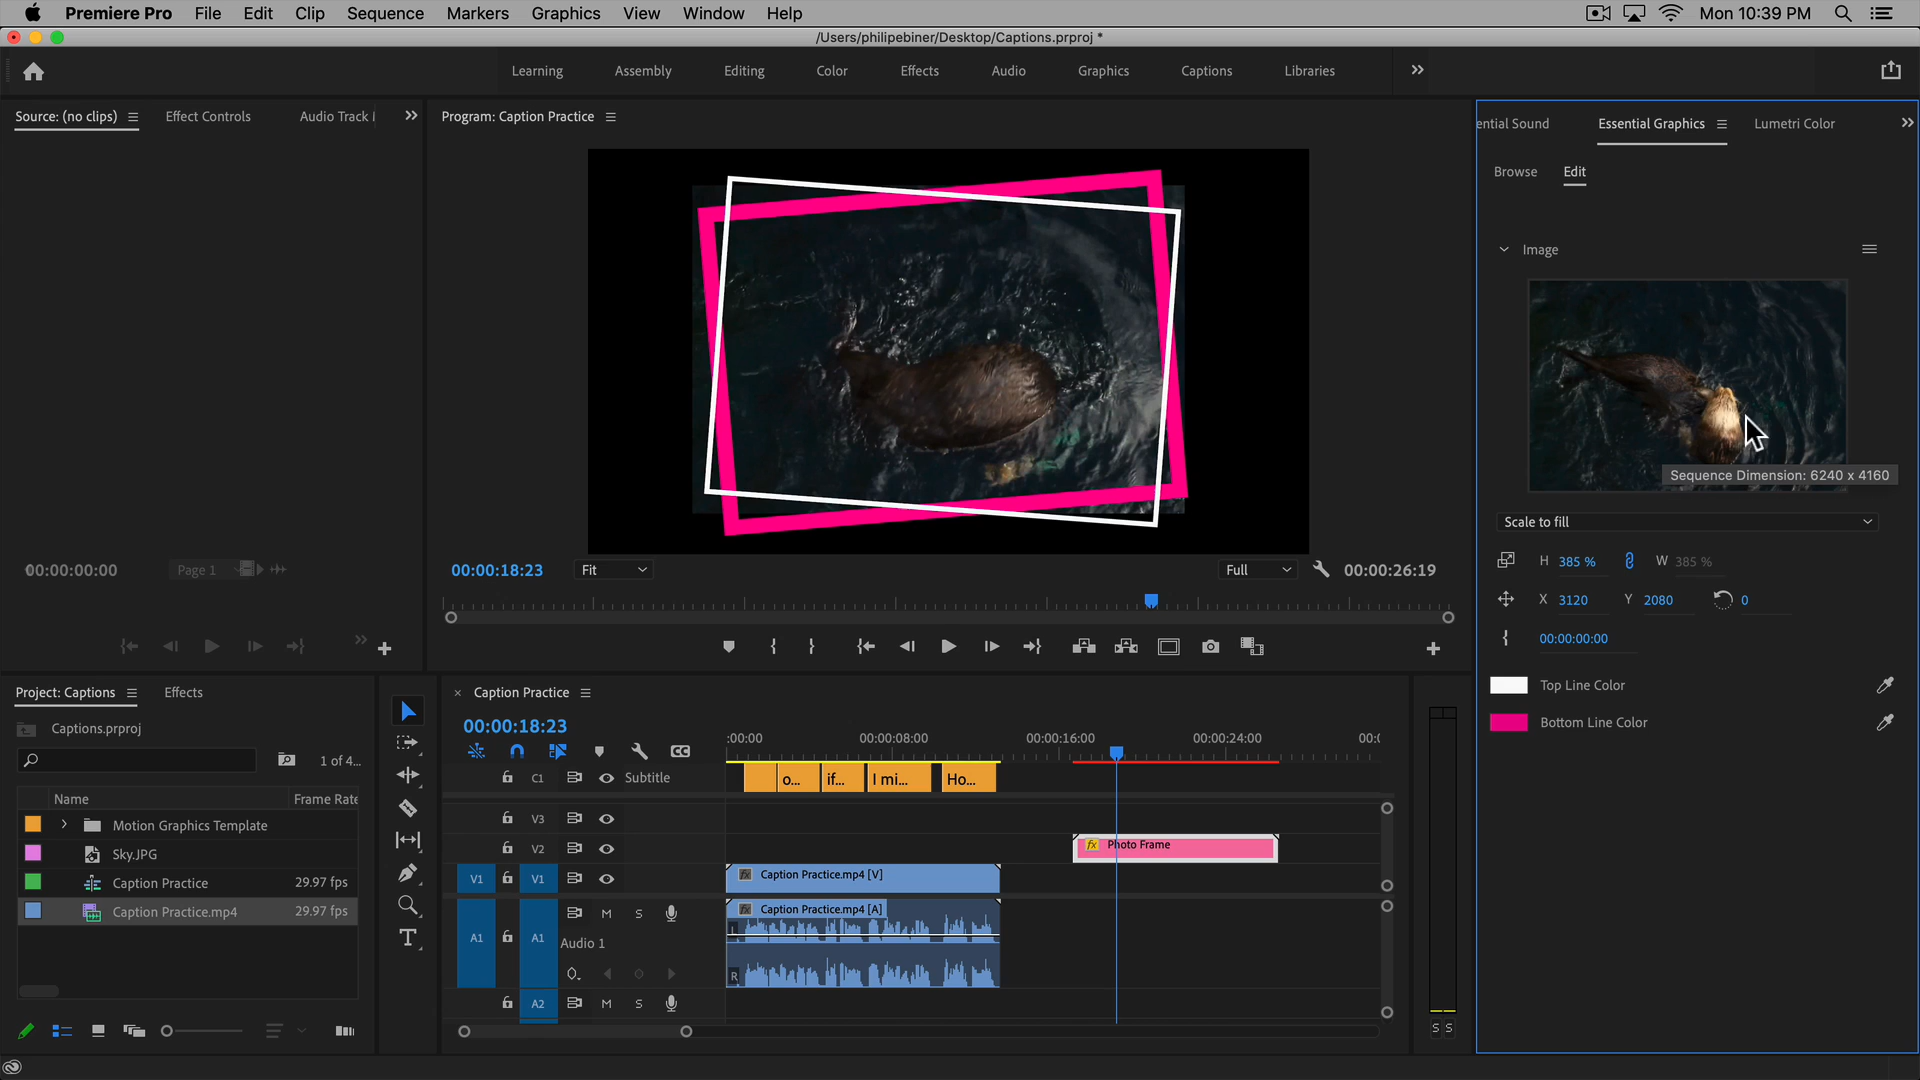 Premiere Pro File Edit Clip Sequence Markers Graphics View Window Help Mon 10:39 PM
/Users/philipebiner/Desktop/Captions.prproj *
Learning Assembly Editing Color Effects Audio Graphics Captions Libraries
Source: (no clips) Effect Controls Audio Track
Program: Caption Practice
ential Sound Essential Graphics Lumetri Color
Browse Edit
Image
Sequence Dimension: 6240 x 4160
Scale to fill
H 385 % W 385 %
X 3120 Y 2080 0
00:00:00:00
Top Line Color
Bottom Line Color
00:00:00:00 Page 1
00:00:18:23 Fit Full 00:00:26:19
Project: Captions Effects
Captions.prproj
1 of 4...
Name Frame Rate
Motion Graphics Template
Sky.JPG
Caption Practice 29.97 fps
Caption Practice.mp4 29.97 fps
Caption Practice
00:00:18:23
:00:00 00:00:08:00 00:00:16:00 00:00:24:00 00:0
CC
C1 Subtitle o... if... I mi... Ho...
V3
V2 fx Photo Frame
V1 V1 fx Caption Practice.mp4 [V]
A1 A1 M S fx Caption Practice.mp4 [A]
Audio 1
L
R
A2 M S
S S